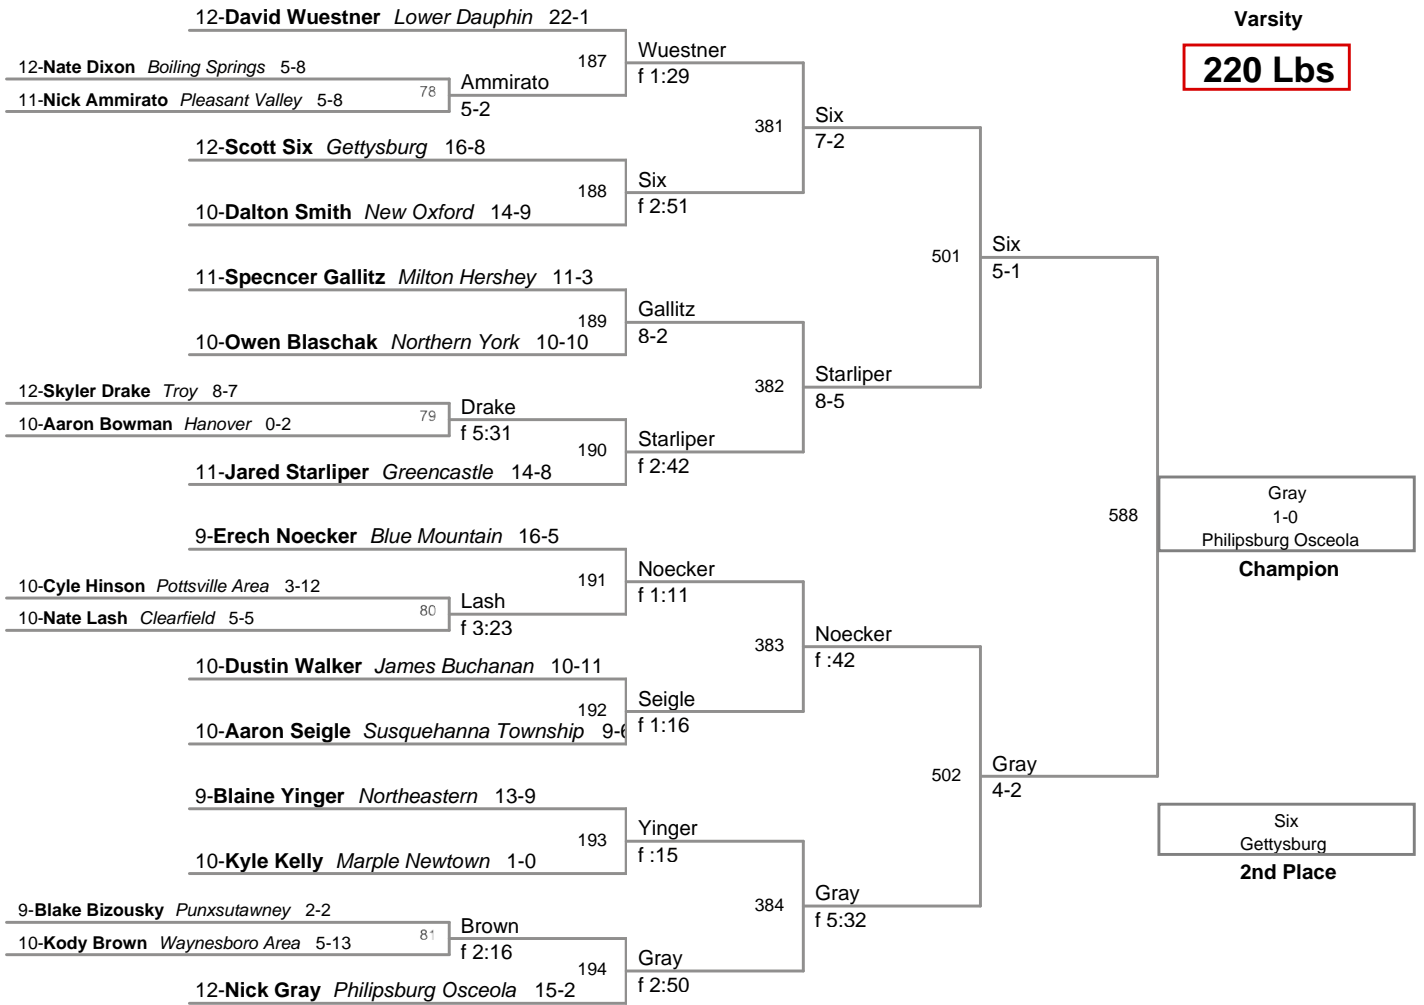 12-David Wuestner Lower Dauphin 22-1
Varsity
Wuestner
187
f 1:29
220 Lbs
12-Nate Dixon Boiling Springs 5-8
78
Ammirato
11-Nick Ammirato Pleasant Valley 5-8
5-2
381
Six
7-2
12-Scott Six Gettysburg 16-8
188
Six
f 2:51
10-Dalton Smith New Oxford 14-9
501
Six
5-1
11-Specncer Gallitz Milton Hershey 11-3
189
Gallitz
8-2
10-Owen Blaschak Northern York 10-10
382
Starliper
8-5
12-Skyler Drake Troy 8-7
79
Drake
10-Aaron Bowman Hanover 0-2
f 5:31
190
Starliper
f 2:42
11-Jared Starliper Greencastle 14-8
588
Gray
1-0
Philipsburg Osceola
Champion
9-Erech Noecker Blue Mountain 16-5
191
Noecker
f 1:11
10-Cyle Hinson Pottsville Area 3-12
80
Lash
10-Nate Lash Clearfield 5-5
f 3:23
383
Noecker
f :42
10-Dustin Walker James Buchanan 10-11
192
Seigle
f 1:16
10-Aaron Seigle Susquehanna Township 9-6
502
Gray
4-2
9-Blaine Yinger Northeastern 13-9
193
Yinger
f :15
10-Kyle Kelly Marple Newtown 1-0
Six
Gettysburg
2nd Place
384
Gray
f 5:32
9-Blake Bizousky Punxsutawney 2-2
81
Brown
10-Kody Brown Waynesboro Area 5-13
f 2:16
194
Gray
f 2:50
12-Nick Gray Philipsburg Osceola 15-2